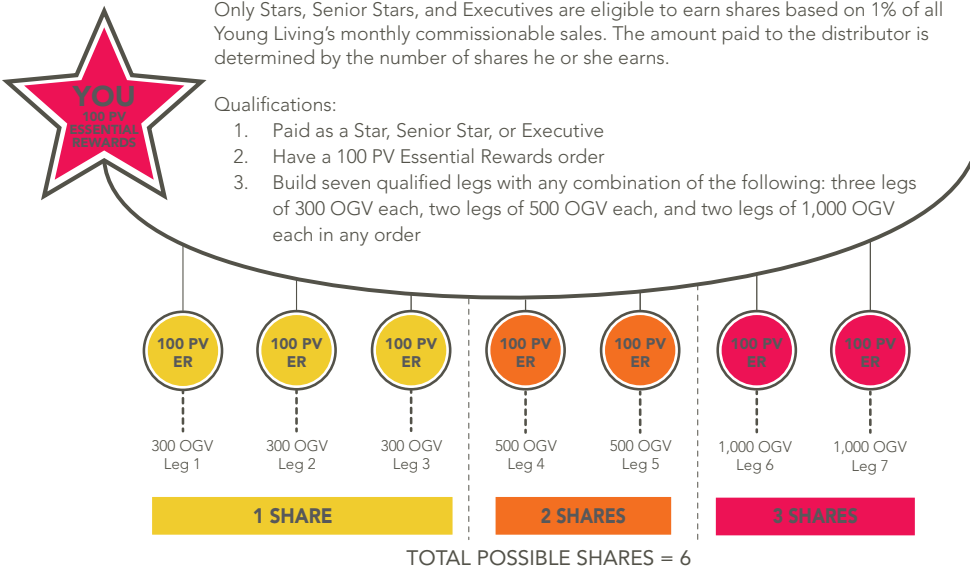 Only Stars, Senior Stars, and Executives are eligible to earn shares based on 1% of all
Young Living's monthly commissionable sales. The amount paid to the distributor is
determined by the number of shares he or she earns.
YOU
100 PV
ESSENTIAL
REWARDS
Qualifications:
1. Paid as a Star, Senior Star, or Executive
2. Have a 100 PV Essential Rewards order
3. Build seven qualified legs with any combination of the following: three legs
of 300 OGV each, two legs of 500 OGV each, and two legs of 1,000 OGV
each in any order
100 PV
ER
100 PV
ER
100 PV
ER
100 PV
ER
100 PV
ER
100 PV
ER
100 PV
ER
300 OGV
Leg 1
300 OGV
Leg 2
300 OGV
Leg 3
500 OGV
Leg 4
500 OGV
Leg 5
1,000 OGV
Leg 6
1,000 OGV
Leg 7
1 SHARE
2 SHARES
3 SHARES
TOTAL POSSIBLE SHARES = 6